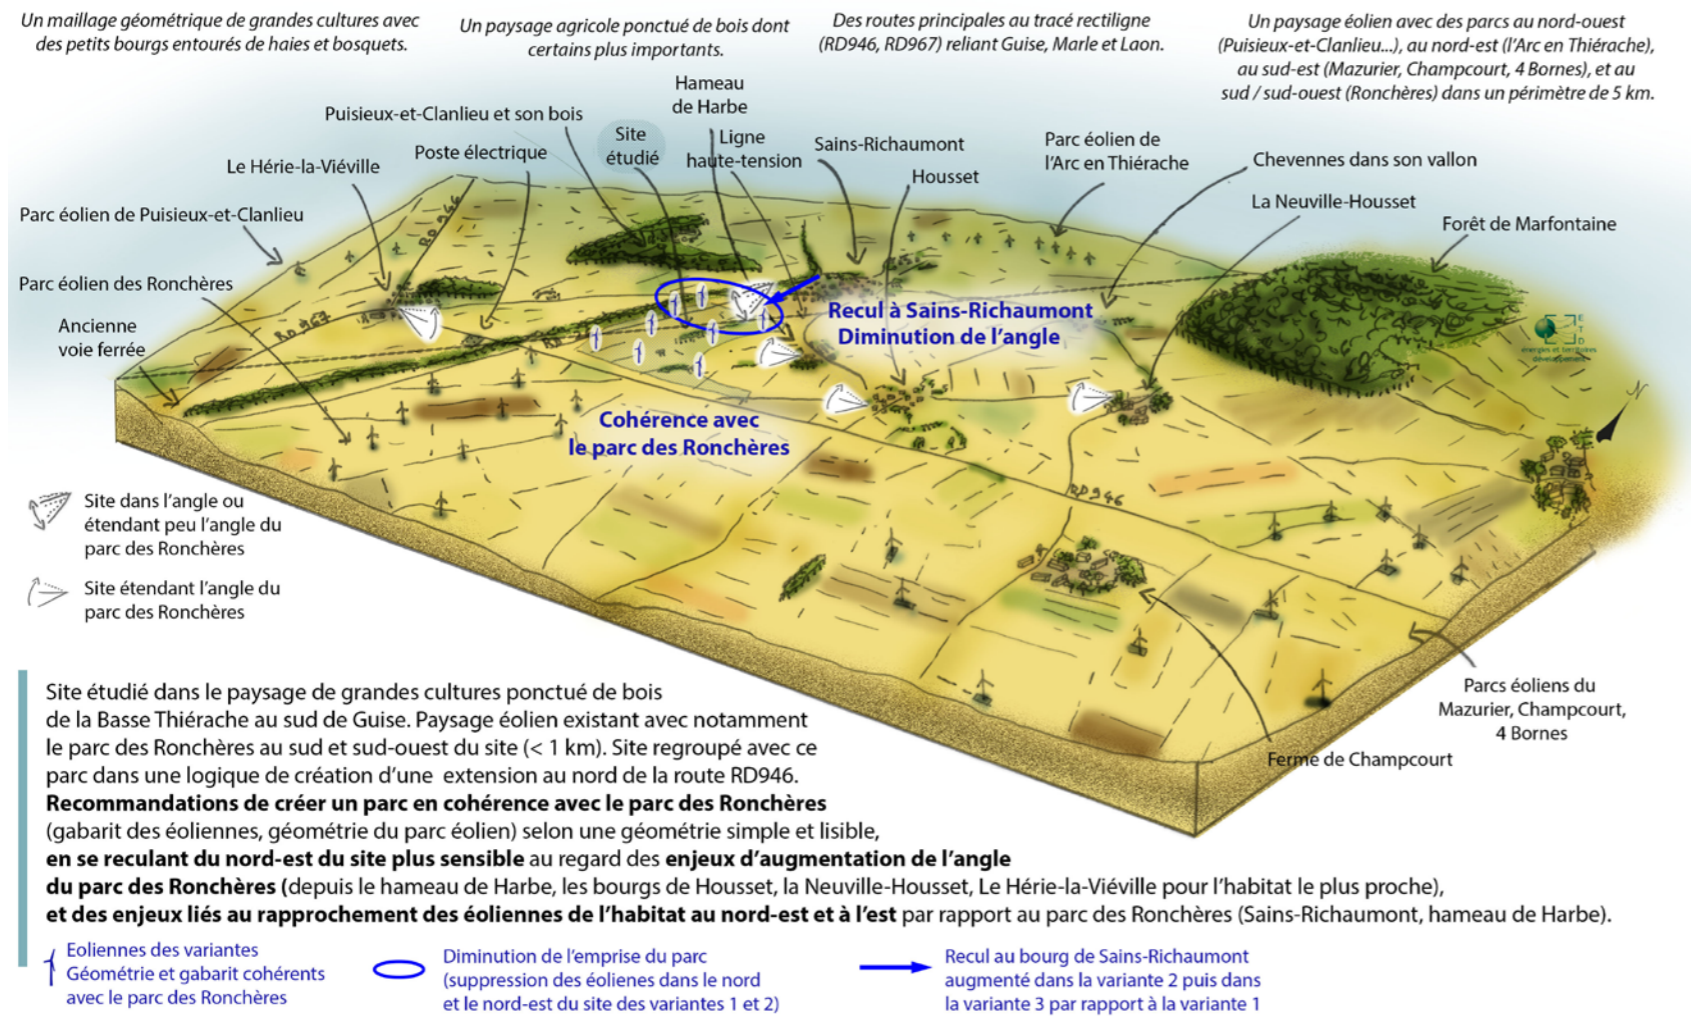 Un maillage géométrique de grandes cultures avec
des petits bourgs entourés de haies et bosquets.
Un paysage agricole ponctué de bois dont
certains plus importants.
Des routes principales au tracé rectiligne
(RD946, RD967) reliant Guise, Marle et Laon.
Un paysage éolien avec des parcs au nord-ouest
(Puisieux-et-Clanlieu...), au nord-est (l'Arc en Thiérache),
au sud-est (Mazurier, Champcourt, 4 Bornes), et au
sud / sud-ouest (Ronchères) dans un périmètre de 5 km.
Hameau
de Harbe
Puisieux-et-Clanlieu et son bois
Site
étudié
Ligne
haute-tension
Sains-Richaumont
Parc éolien de
l'Arc en Thiérache
Chevennes dans son vallon
Le Hérie-la-Viéville
Poste électrique
Housset
La Neuville-Housset
Parc éolien de Puisieux-et-Clanlieu
Forêt de Marfontaine
RD 946
Parc éolien des Ronchères
Ancienne
voie ferrée
RD 967
Recul à Sains-Richaumont
Diminution de l'angle
E
T
D
énergies et territoires
développement
N
Cohérence avec
le parc des Ronchères
RD 946
Site dans l'angle ou
étendant peu l'angle du
parc des Ronchères
Site étendant l'angle du
parc des Ronchères
Parcs éoliens du
Mazurier, Champcourt,
4 Bornes
Ferme de Champcourt
Site étudié dans le paysage de grandes cultures ponctué de bois
de la Basse Thiérache au sud de Guise. Paysage éolien existant avec notamment
le parc des Ronchères au sud et sud-ouest du site (< 1 km). Site regroupé avec ce
parc dans une logique de création d'une extension au nord de la route RD946.
Recommandations de créer un parc en cohérence avec le parc des Ronchères
(gabarit des éoliennes, géométrie du parc éolien) selon une géométrie simple et lisible,
en se reculant du nord-est du site plus sensible au regard des enjeux d'augmentation de l'angle
du parc des Ronchères (depuis le hameau de Harbe, les bourgs de Housset, la Neuville-Housset, Le Hérie-la-Viéville pour l'habitat le plus proche),
et des enjeux liés au rapprochement des éoliennes de l'habitat au nord-est et à l'est par rapport au parc des Ronchères (Sains-Richaumont, hameau de Harbe).
Eoliennes des variantes
Géométrie et gabarit cohérents
avec le parc des Ronchères
Diminution de l'emprise du parc
(suppression des éolienes dans le nord
et le nord-est du site des variantes 1 et 2)
Recul au bourg de Sains-Richaumont
augmenté dans la variante 2 puis dans
la variante 3 par rapport à la variante 1